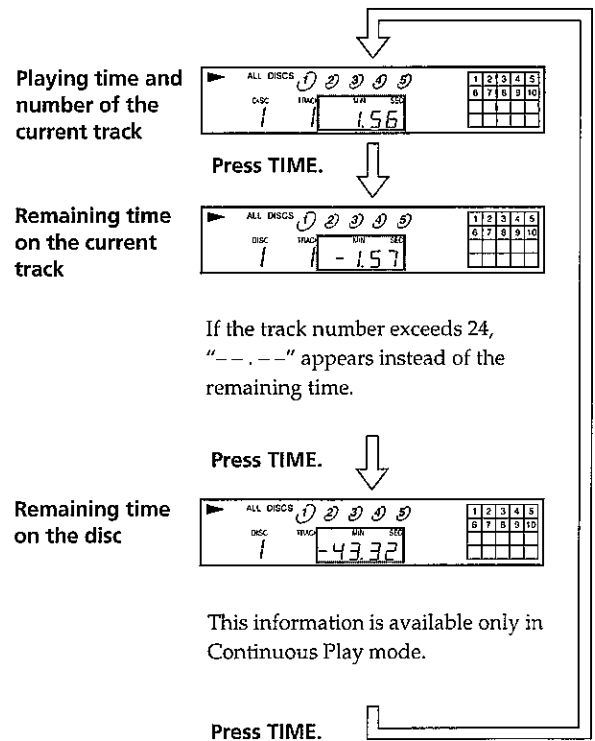 Playing time and
number of the
current track
ALL DISCS 1 2 3 4 5
DISC TRACK MIN SEC
1 1 1.56
1 2 3 4 5
6 7 8 9 10
Press TIME.
Remaining time
on the current
track
ALL DISCS 1 2 3 4 5
DISC TRACK MIN SEC
1 1 -1.57
1 2 3 4 5
6 7 8 9 10
If the track number exceeds 24,
"– – . – –" appears instead of the
remaining time.
Press TIME.
Remaining time
on the disc
ALL DISCS 1 2 3 4 5
DISC TRACK MIN SEC
1 -43.32
1 2 3 4 5
6 7 8 9 10
This information is available only in
Continuous Play mode.
Press TIME.